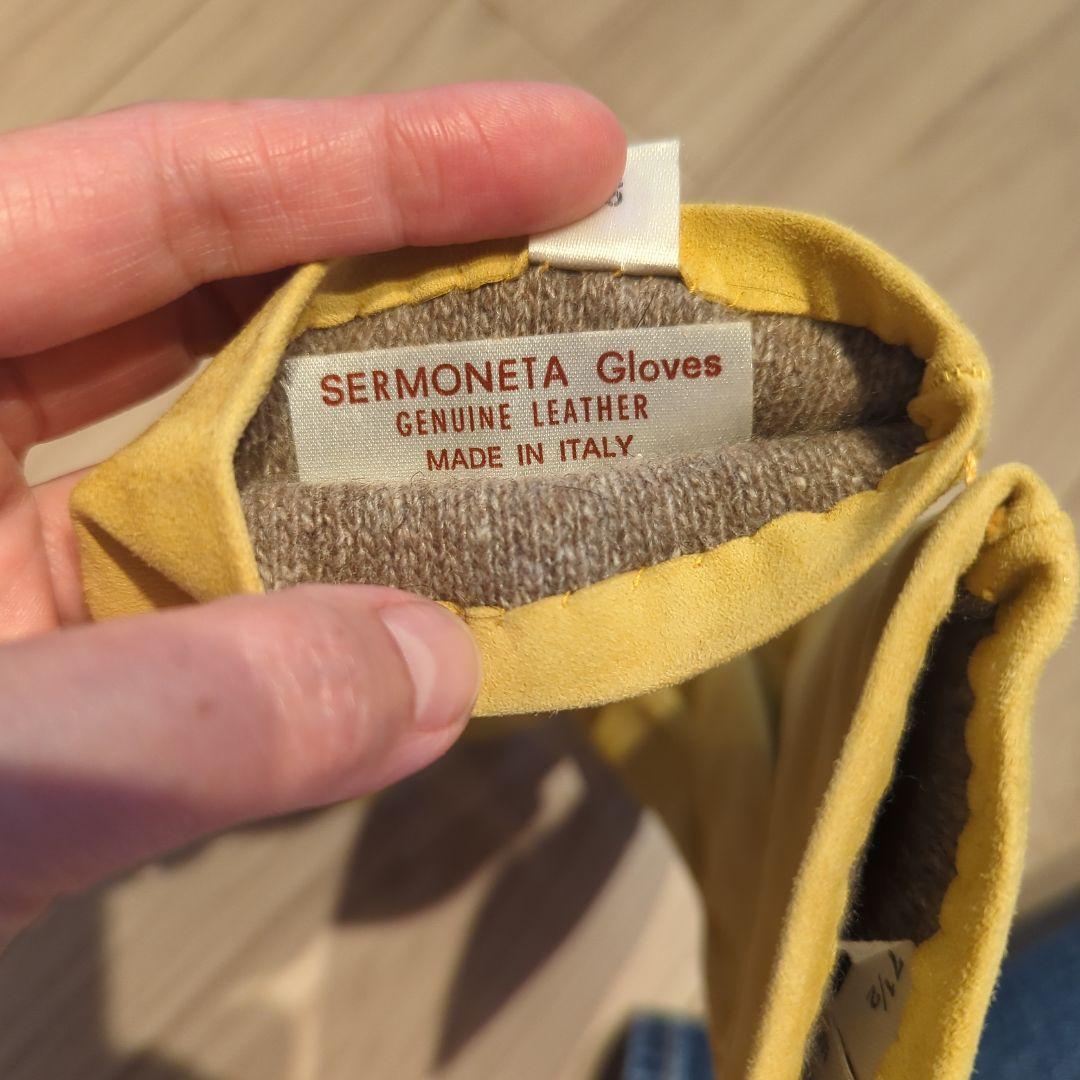 SERMONETA Gloves
GENUINE LEATHER
MADE IN ITALY
7 1/2